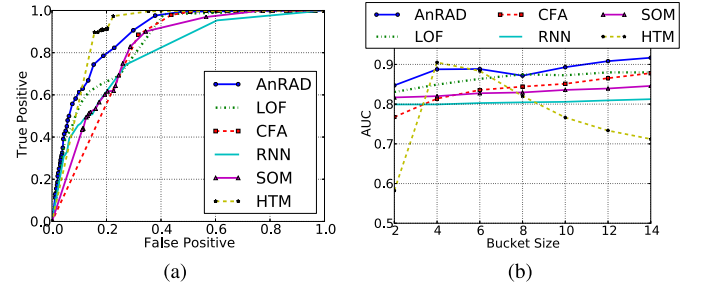 1.0
0.8
0.6
0.4
0.2
0.0
0.0 0.2 0.4 0.6 0.8 1.0
True Positive
False Positive
AnRAD
LOF
CFA
RNN
SOM
HTM
(a)
AnRAD CFA SOM
LOF RNN HTM
0.9
0.8
0.7
0.6
0.5
2 4 6 8 10 12 14
AUC
Bucket Size
(b)